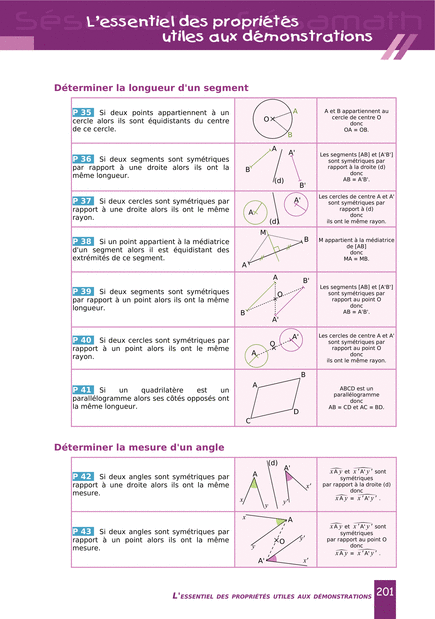 L'essentiel des propriétés
utiles aux démonstrations
Déterminer la longueur d'un segment
P 35 Si deux points appartiennent à un
cercle alors ils sont équidistants du centre
de ce cercle.
A
O
B
A et B appartiennent au
cercle de centre O
donc
OA = OB.
P 36 Si deux segments sont symétriques
par rapport à une droite alors ils ont la
même longueur.
A
A'
B
(d)
B'
Les segments [AB] et [A'B']
sont symétriques par
rapport à la droite (d)
donc
AB = A'B'.
P 37 Si deux cercles sont symétriques par
rapport à une droite alors ils ont le même
rayon.
A
A'
(d)
Les cercles de centre A et A'
sont symétriques par
rapport à (d)
donc
ils ont le même rayon.
P 38 Si un point appartient à la médiatrice
d'un segment alors il est équidistant des
extrémités de ce segment.
M
B
A
M appartient à la médiatrice
de [AB]
donc
MA = MB.
P 39 Si deux segments sont symétriques
par rapport à un point alors ils ont la même
longueur.
A
B'
O
B
A'
Les segments [AB] et [A'B']
sont symétriques par
rapport au point O
donc
AB = A'B'.
P 40 Si deux cercles sont symétriques par
rapport à un point alors ils ont le même
rayon.
A'
O
A
Les cercles de centre A et A'
sont symétriques par
rapport au point O
donc
ils ont le même rayon.
P 41 Si un quadrilatère est un
parallélogramme alors ses côtés opposés ont
la même longueur.
B
A
D
C
ABCD est un
parallélogramme
donc
AB = CD et AC = BD.
Déterminer la mesure d'un angle
P 42 Si deux angles sont symétriques par
rapport à une droite alors ils ont la même
mesure.
(d)
A
A'
x
y
y'
x'
xAy et x'A'y' sont
symétriques
par rapport à la droite (d)
donc
xAy = x'A'y'.
P 43 Si deux angles sont symétriques par
rapport à un point alors ils ont la même
mesure.
x
A
y
O
y'
A'
x'
xAy et x'A'y' sont
symétriques
par rapport au point O
donc
xAy = x'A'y'.
L'ESSENTIEL DES PROPRIÉTÉS UTILES AUX DÉMONSTRATIONS 201